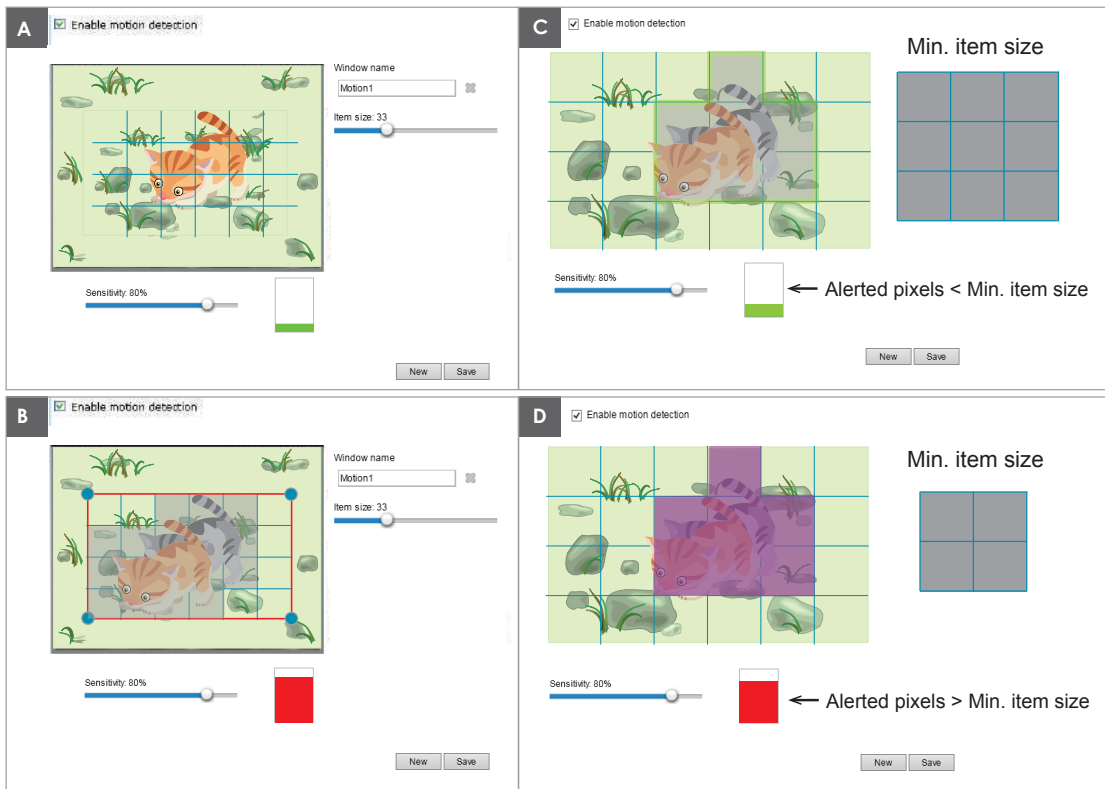 A
Enable motion detection
Window name
Motion1
Item size: 33
Sensitivity: 80%
New Save
B
Enable motion detection
Window name
Motion1
Item size: 33
Sensitivity: 80%
New Save
C
Enable motion detection
Min. item size
Sensitivity: 80%
Alerted pixels < Min. item size
New Save
D
Enable motion detection
Min. item size
Sensitivity: 80%
Alerted pixels > Min. item size
New Save